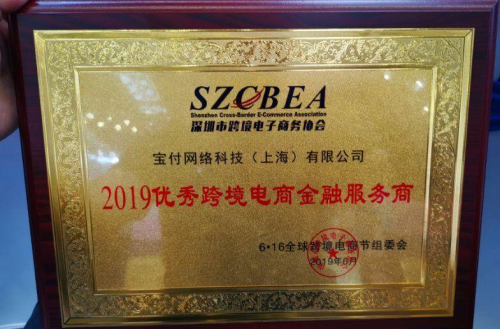 SZCBEA
Shenzhen Cross-Border E-Commerce Association
深圳市跨境电子商务协会
宝付网络科技（上海）有限公司
2019优秀跨境电商金融服务商
6·16全球跨境电商节组委会
2019年6月